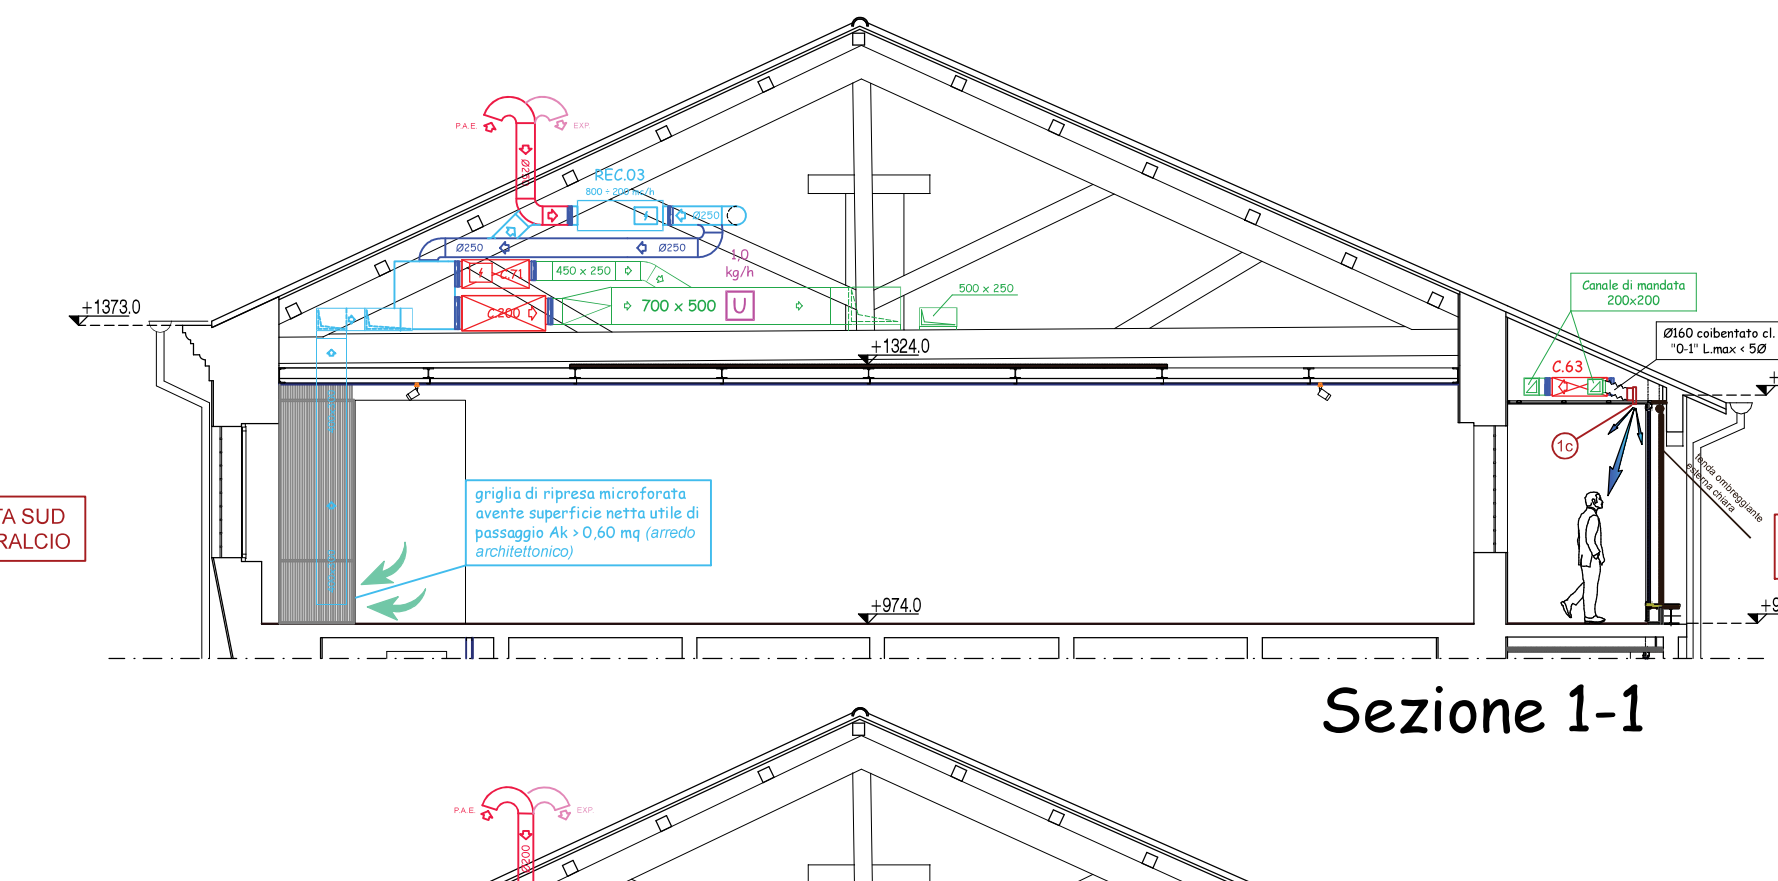 P.A.E.
EXP.
Ø250
REC.03
800 ÷ 200 mc/h
Ø250
Ø250
Ø250
1,0
kg/h
C.71
450 x 250
C.200
700 x 500
U
500 x 250
+1373.0
+1324.0
Canale di mandata
200x200
Ø160 coibentato cl.
"0-1" L.max < 5Ø
C.63
1c
tenda ombreggiante
esterna chiara
TA SUD
RALCIO
griglia di ripresa microforata
avente superficie netta utile di
passaggio Ak > 0,60 mq (arredo
architettonico)
+974.0
+9
Sezione 1-1
P.A.E.
EXP.
Ø200